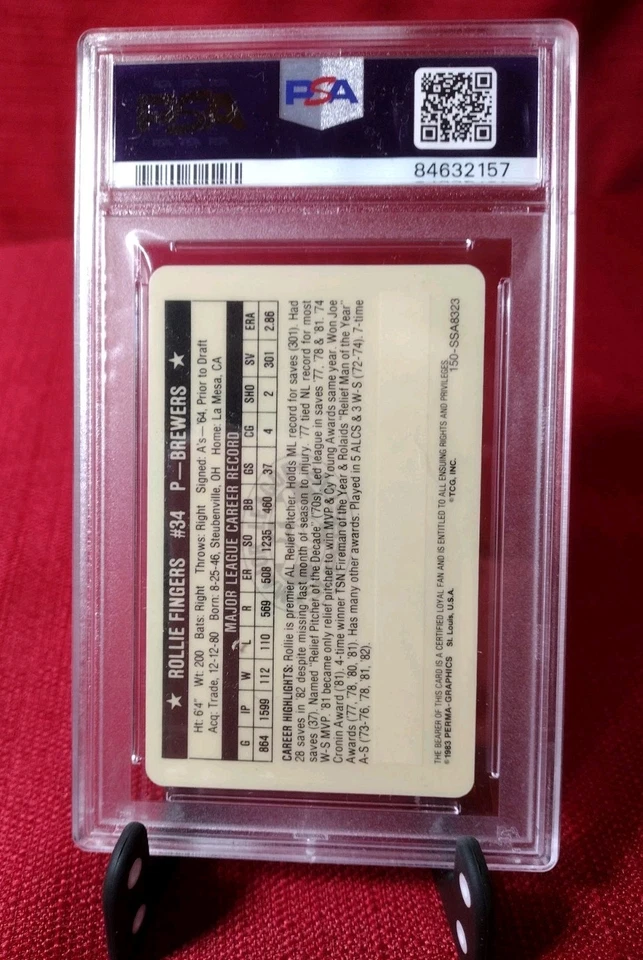 PSA
84632157
★ ROLLIE FINGERS #34 P—BREWERS ★
Ht: 6'4" Wt: 200 Bats: Right Throws: Right Signed: A's—'64, Prior to Draft
Acq: Trade, 12-12-80 Born: 8-25-46, Steubenville, OH Home: La Mesa, CA
MAJOR LEAGUE CAREER RECORD
G IP W L R ER SO BB GS CG SHO SV ERA
864 1599 112 110 569 508 1235 460 37 4 2 301 2.86
CAREER HIGHLIGHTS: Rollie is premier AL Relief Pitcher. Holds ML record for saves (301). Had
28 saves in '82 despite missing last month of season to injury. '77 tied NL record for most
saves (37). Named "Relief Pitcher of the Decade" (70s). Led league in saves '77, '78 & '81. '74
W-S MVP. '81 became only relief pitcher to win MVP & Cy Young Awards same year. Won Joe
Cronin Award ('81). 4-time winner TSN Fireman of the Year & Rolaids "Relief Man of the Year"
Awards ('77, '78, '80, '81). Has many other awards. Played in 5 ALCS & 3 W-S (72-74). 7-time
A-S ('73-76, '78, '81, 82).
THE BEARER OF THIS CARD IS A CERTIFIED LOYAL FAN AND IS ENTITLED TO ALL ENSUING RIGHTS AND PRIVILEGES.
©1983 PERMA-GRAPHICS St. Louis, U.S.A. ©TCG, INC. 150-SSA8323